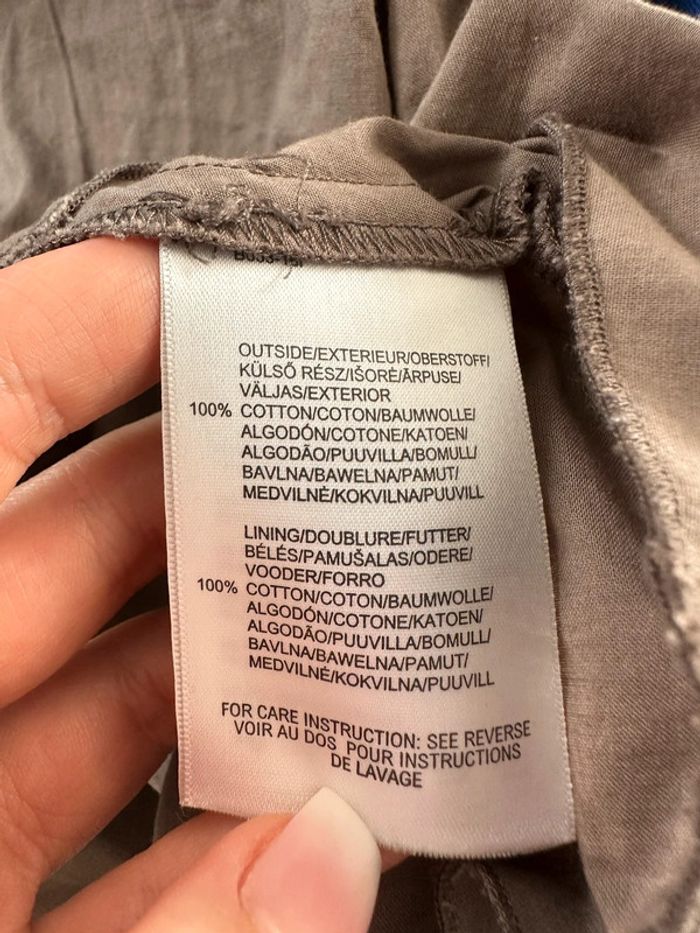 OUTSIDE/EXTERIEUR/OBERSTOFF/
KÜLSŐ RÉSZ/IŠORĖ/ĀRPUSE/
VÄLJAS/EXTERIOR
100% COTTON/COTON/BAUMWOLLE/
ALGODÓN/COTONE/KATOEN/
ALGODÃO/PUUVILLA/BOMULL/
BAVLNA/BAWELNA/PAMUT/
MEDVILNĖ/KOKVILNA/PUUVILL
LINING/DOUBLURE/FUTTER/
BÉLÉS/PAMUŠALAS/ODERE/
VOODER/FORRO
100% COTTON/COTON/BAUMWOLLE/
ALGODÓN/COTONE/KATOEN/
ALGODÃO/PUUVILLA/BOMULL/
BAVLNA/BAWELNA/PAMUT/
MEDVILNĖ/KOKVILNA/PUUVILL
FOR CARE INSTRUCTION: SEE REVERSE
VOIR AU DOS POUR INSTRUCTIONS
DE LAVAGE